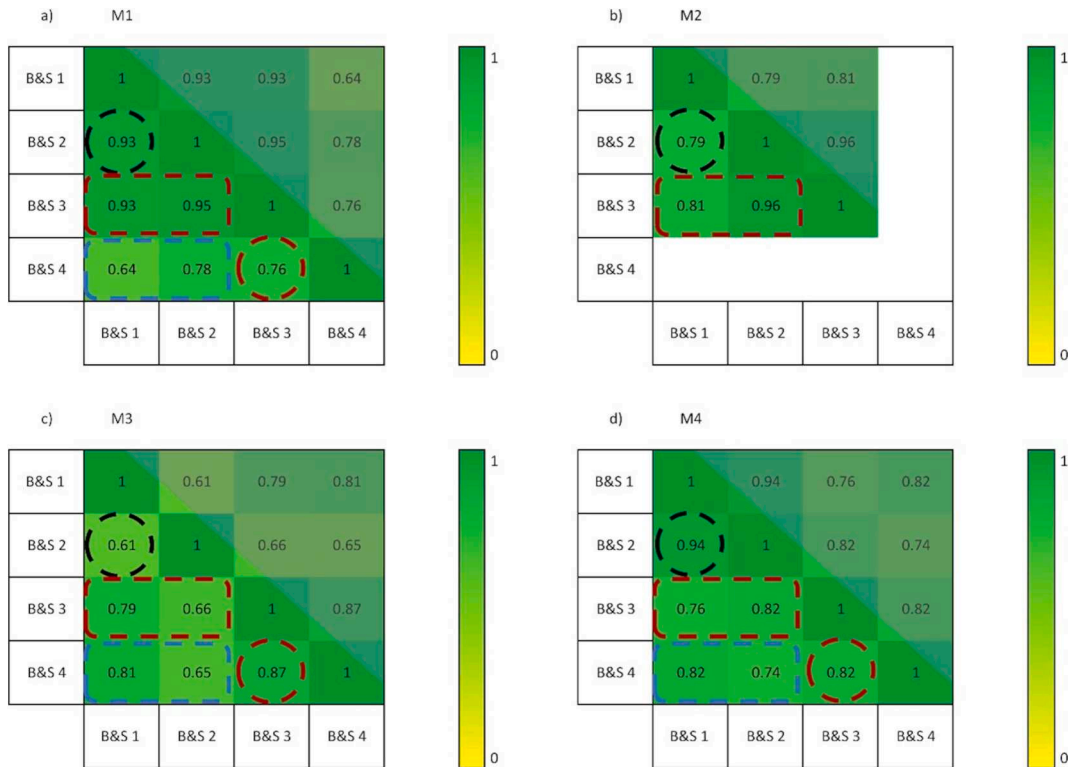 a) M1
1
B&S 1 1 0.93 0.93 0.64
B&S 2 0.93 1 0.95 0.78
B&S 3 0.93 0.95 1 0.76
B&S 4 0.64 0.78 0.76 1
B&S 1 B&S 2 B&S 3 B&S 4
0
b) M2
1
B&S 1 1 0.79 0.81
B&S 2 0.79 1 0.96
B&S 3 0.81 0.96 1
B&S 4
B&S 1 B&S 2 B&S 3 B&S 4
0
c) M3
1
B&S 1 1 0.61 0.79 0.81
B&S 2 0.61 1 0.66 0.65
B&S 3 0.79 0.66 1 0.87
B&S 4 0.81 0.65 0.87 1
B&S 1 B&S 2 B&S 3 B&S 4
0
d) M4
1
B&S 1 1 0.94 0.76 0.82
B&S 2 0.94 1 0.82 0.74
B&S 3 0.76 0.82 1 0.82
B&S 4 0.82 0.74 0.82 1
B&S 1 B&S 2 B&S 3 B&S 4
0